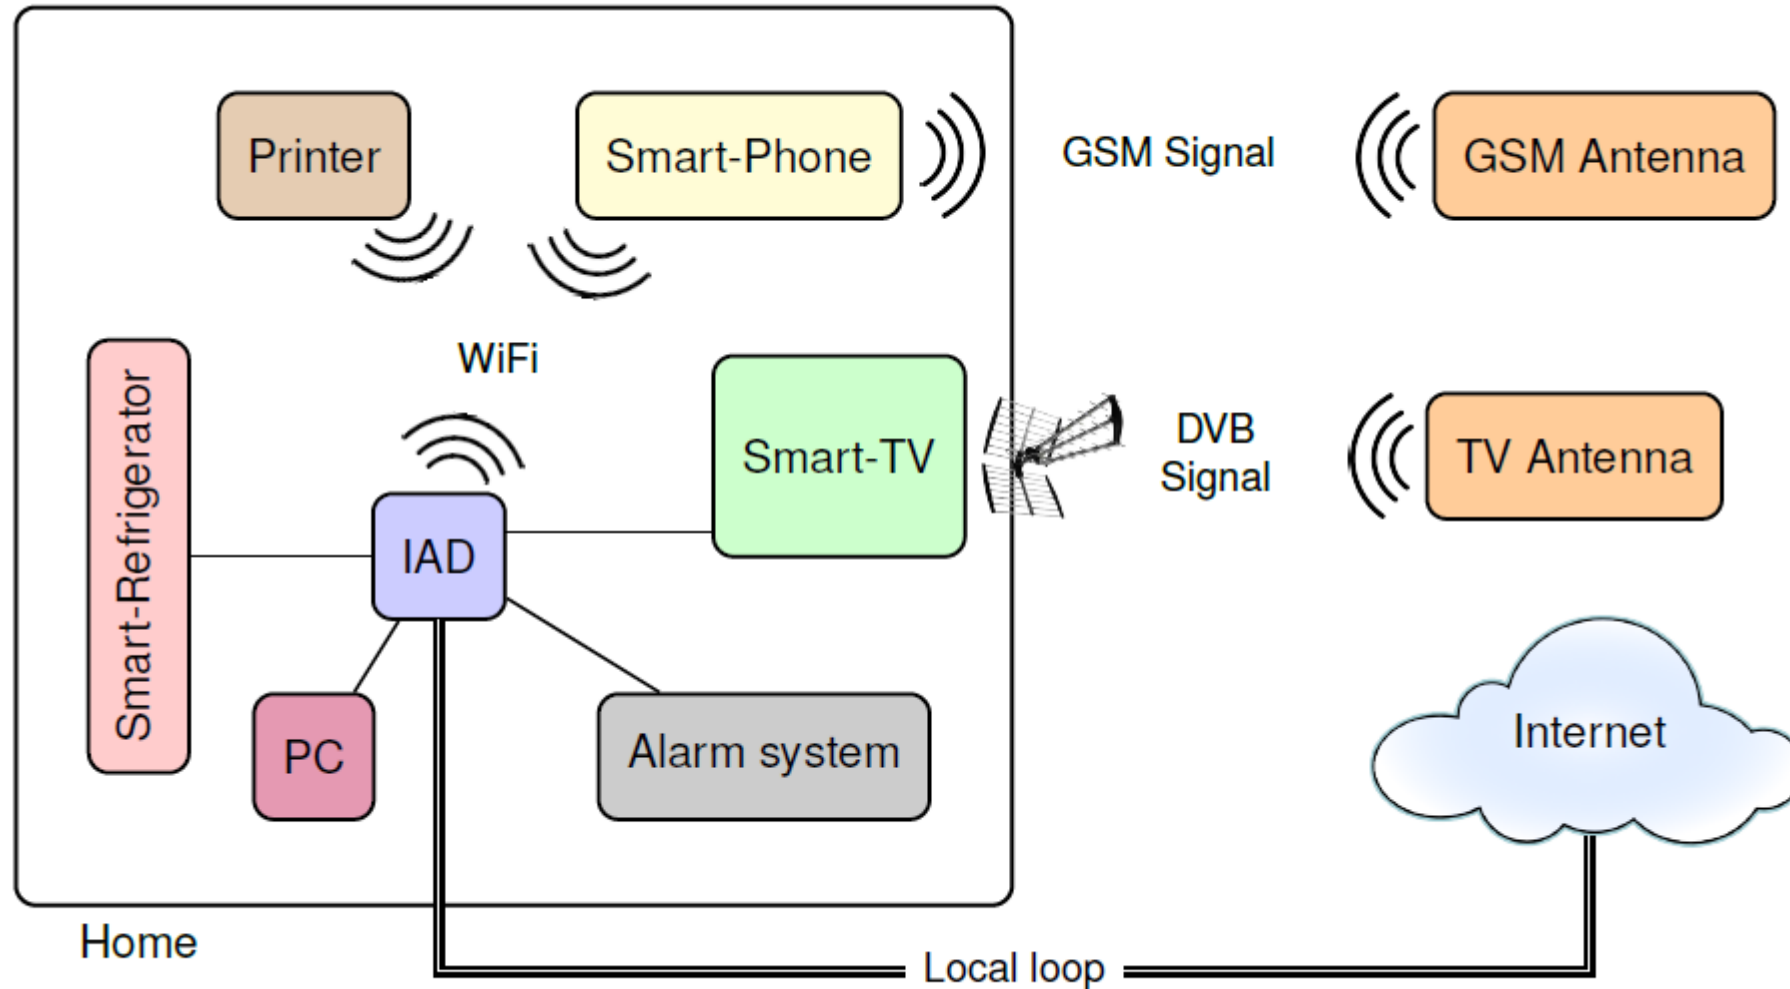 Printer
Smart-Phone
GSM Signal
GSM Antenna
WiFi
Smart-Refrigerator
Smart-TV
DVB
Signal
TV Antenna
IAD
PC
Alarm system
Internet
Home
Local loop